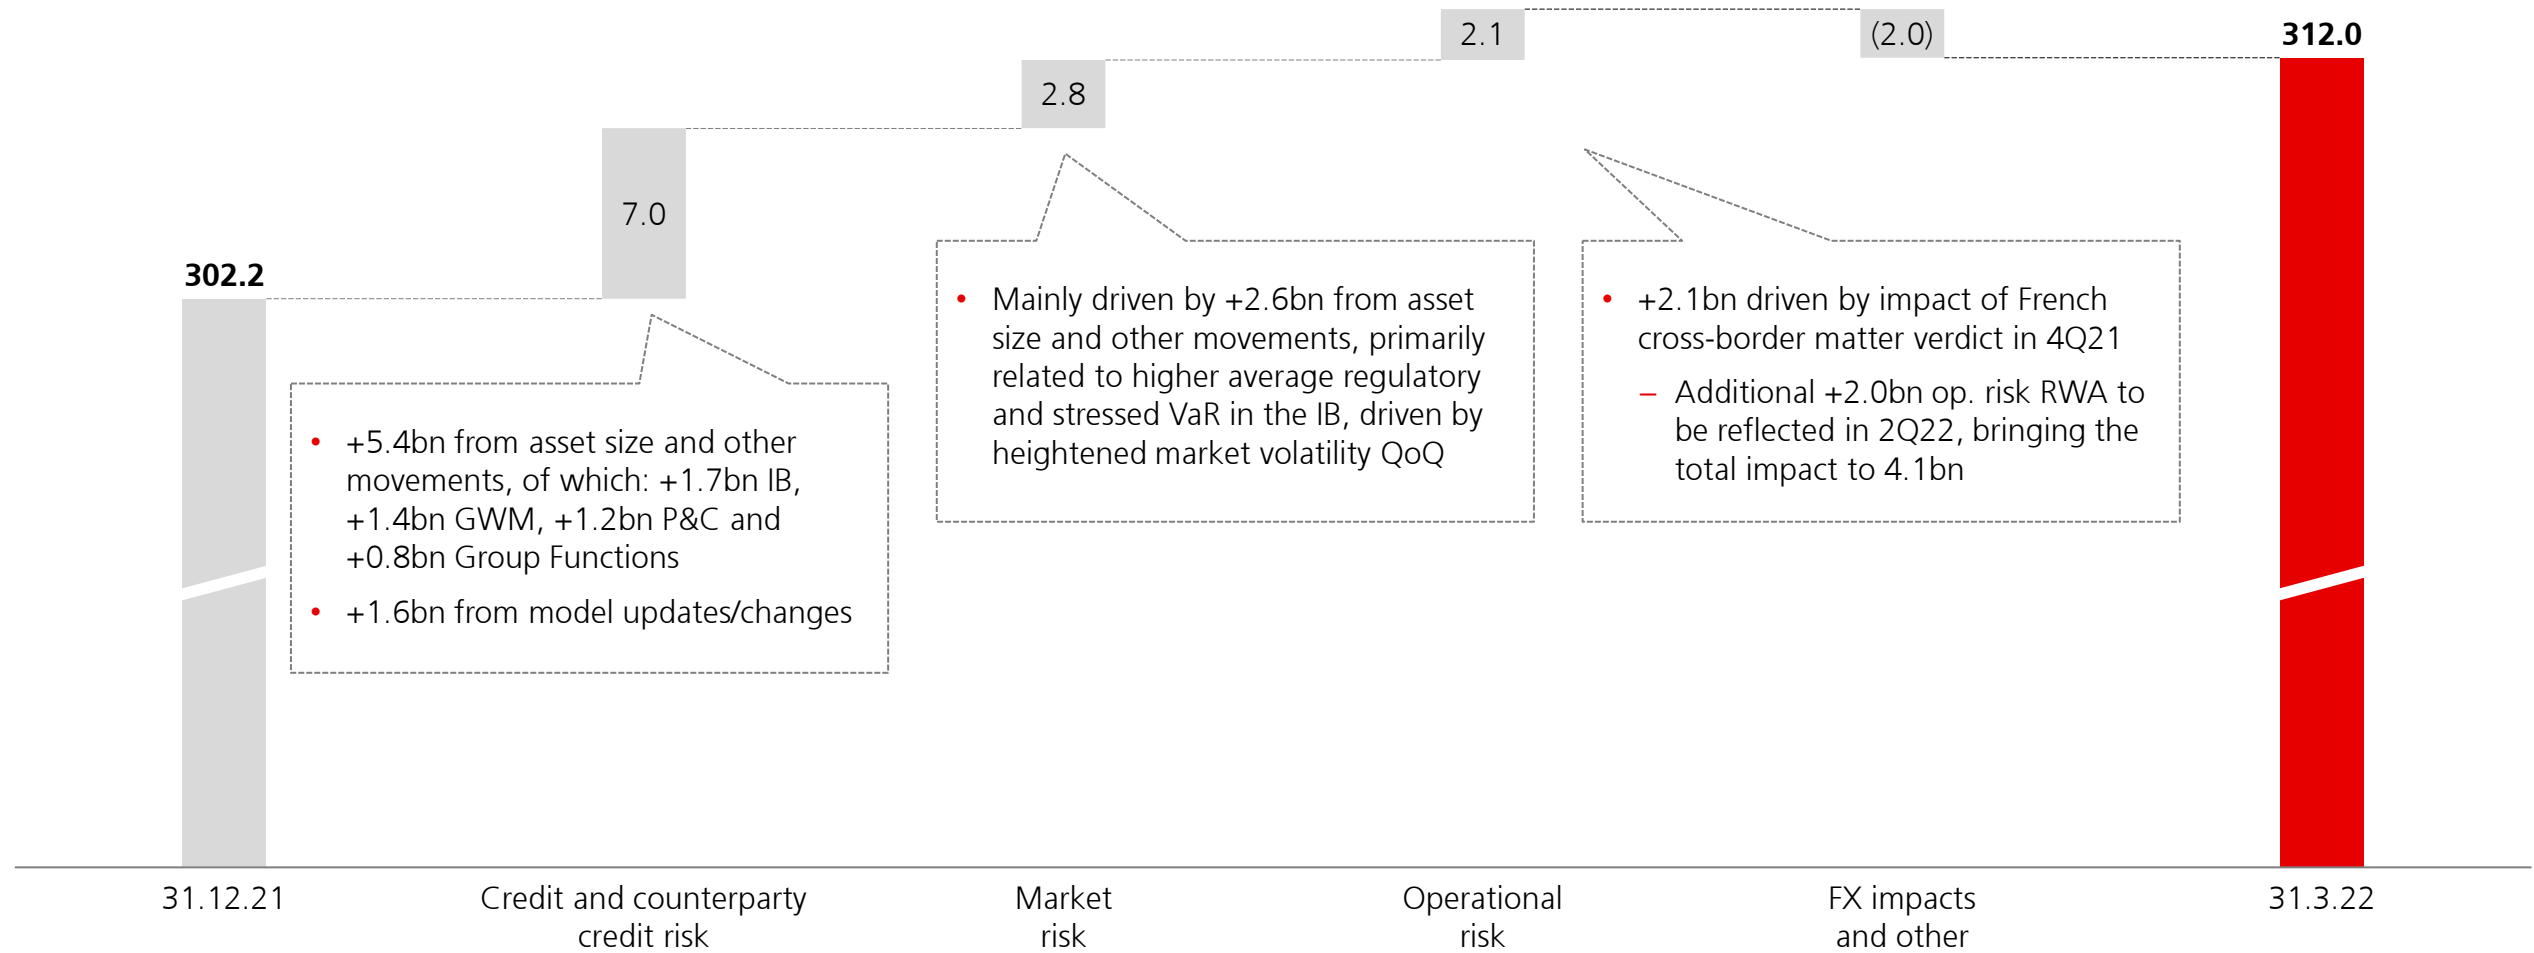 302.2
7.0
2.8
2.1
(2.0)
312.0
• +5.4bn from asset size and other
movements, of which: +1.7bn IB,
+1.4bn GWM, +1.2bn P&C and
+0.8bn Group Functions
• +1.6bn from model updates/changes
• Mainly driven by +2.6bn from asset
size and other movements, primarily
related to higher average regulatory
and stressed VaR in the IB, driven by
heightened market volatility QoQ
• +2.1bn driven by impact of French
cross-border matter verdict in 4Q21
– Additional +2.0bn op. risk RWA to
be reflected in 2Q22, bringing the
total impact to 4.1bn
31.12.21
Credit and counterparty
credit risk
Market
risk
Operational
risk
FX impacts
and other
31.3.22